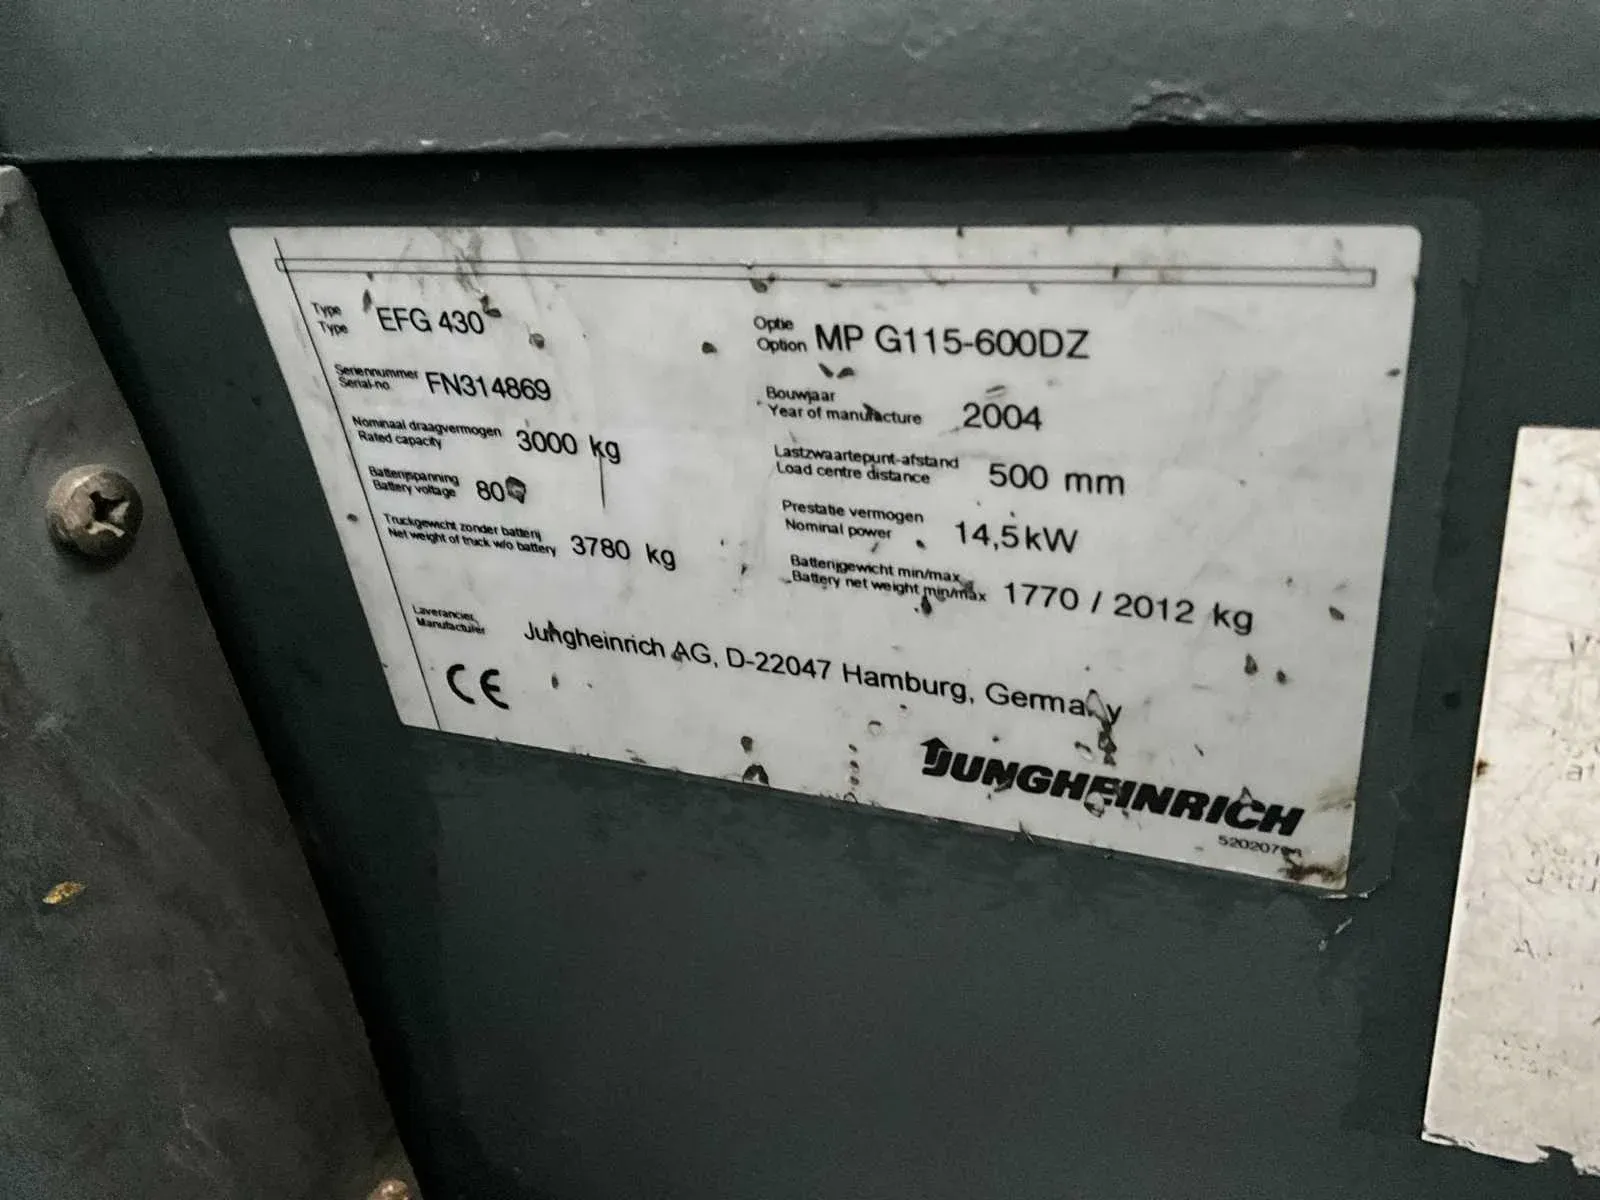 Type
Type EFG 430
Optie
Option MP G115-600DZ
Seriennummer
Serial-no. FN314869
Bouwjaar
Year of manufacture 2004
Nominaal draagvermogen
Rated capacity 3000 kg
Lastzwaartepunt-afstand
Load centre distance 500 mm
Batterijspanning
Battery voltage 80
Prestatie vermogen
Nominal power 14,5kW
Truckgewicht zonder batterij
Net weight of truck w/o battery 3780 kg
Batterijgewicht min/max
Battery net weight min/max 1770 / 2012 kg
Leverancier
Manufacturer Jungheinrich AG, D-22047 Hamburg, Germany
CE
JUNGHEINRICH